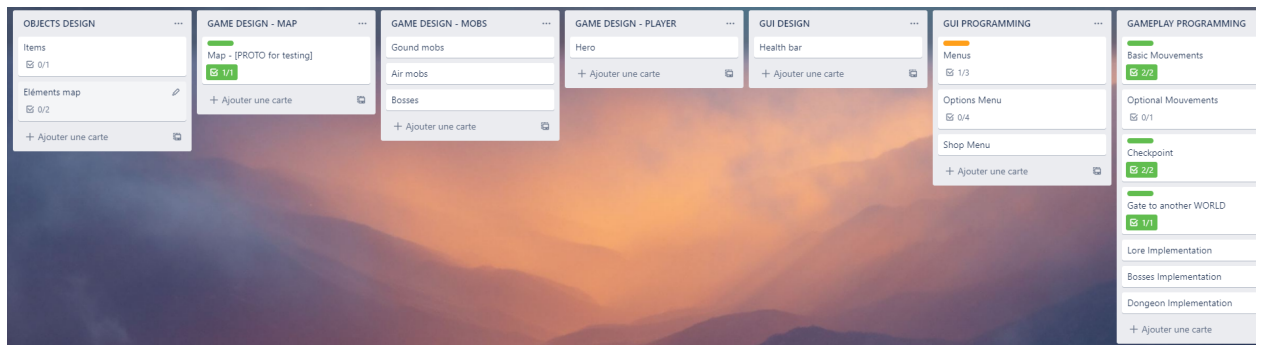 OBJECTS DESIGN
Items
0/1
Eléments map
0/2
+ Ajouter une carte
GAME DESIGN - MAP
Map - [PROTO for testing]
1/1
+ Ajouter une carte
GAME DESIGN - MOBS
Gound mobs
Air mobs
Bosses
+ Ajouter une carte
GAME DESIGN - PLAYER
Hero
+ Ajouter une carte
GUI DESIGN
Health bar
+ Ajouter une carte
GUI PROGRAMMING
Menus
1/3
Options Menu
0/4
Shop Menu
+ Ajouter une carte
GAMEPLAY PROGRAMMING
Basic Mouvements
2/2
Optional Mouvements
0/1
Checkpoint
2/2
Gate to another WORLD
1/1
Lore Implementation
Bosses Implementation
Dongeon Implementation
+ Ajouter une carte